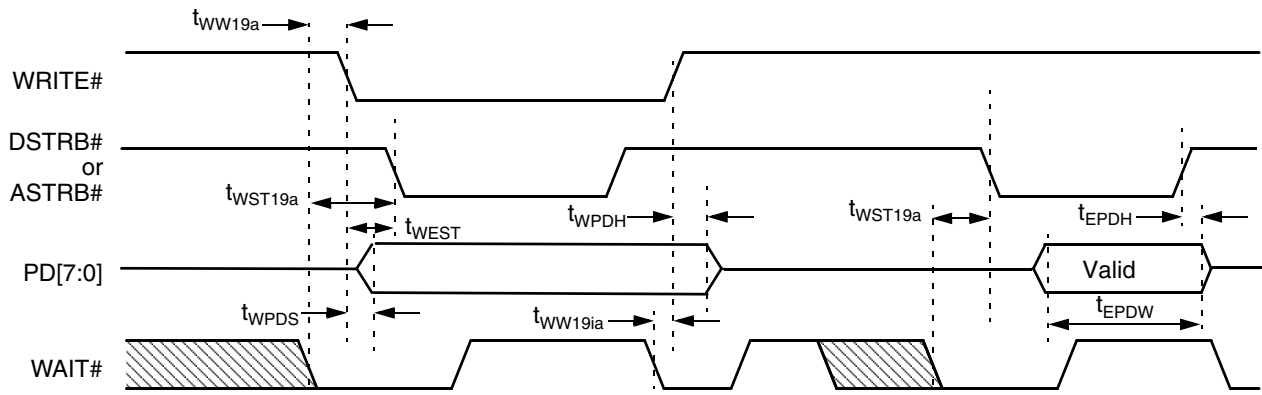 tWW19a
WRITE#
DSTRB#
or
ASTRB#
tWST19a
tWPDH
tWST19a
tEPDH
tWEST
PD[7:0]
Valid
tWPDS
tWW19ia
tEPDW
WAIT#